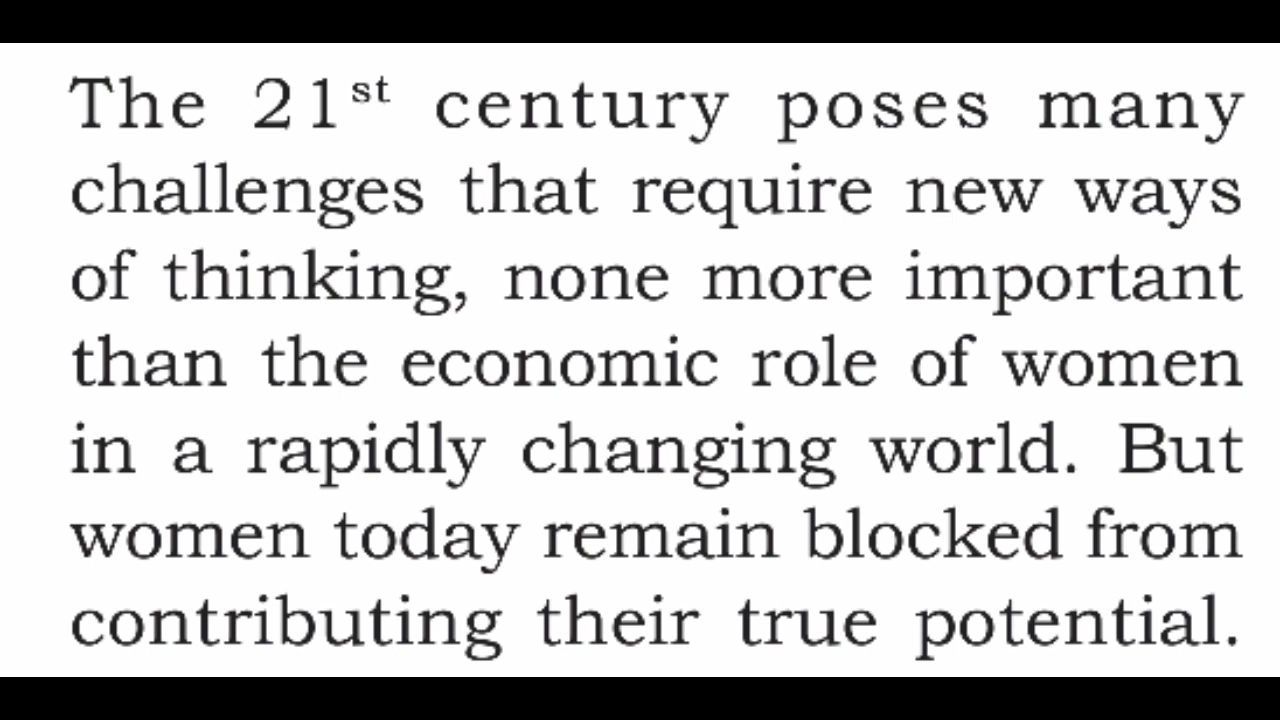 The 21st century poses many
challenges that require new ways
of thinking, none more important
than the economic role of women
in a rapidly changing world. But
women today remain blocked from
contributing their true potential.